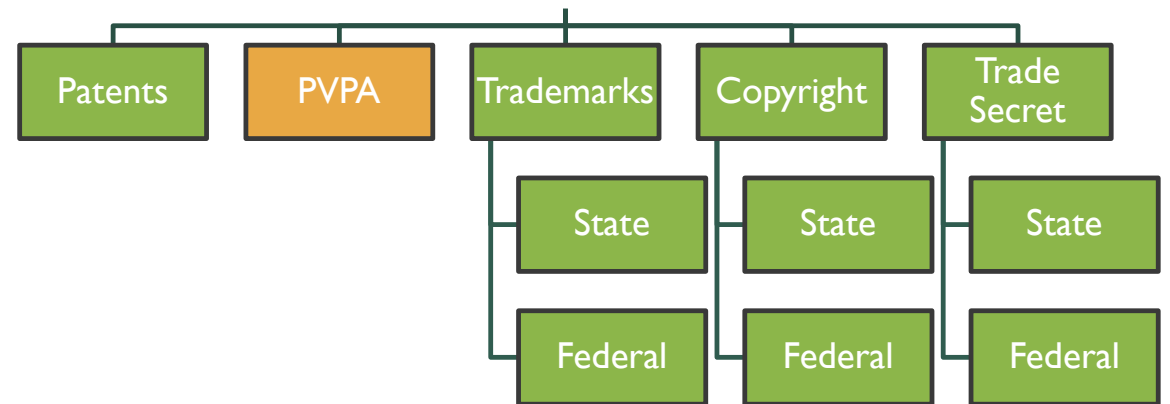 Patents
PVPA
Trademarks
Copyright
Trade
Secret
State
State
State
Federal
Federal
Federal